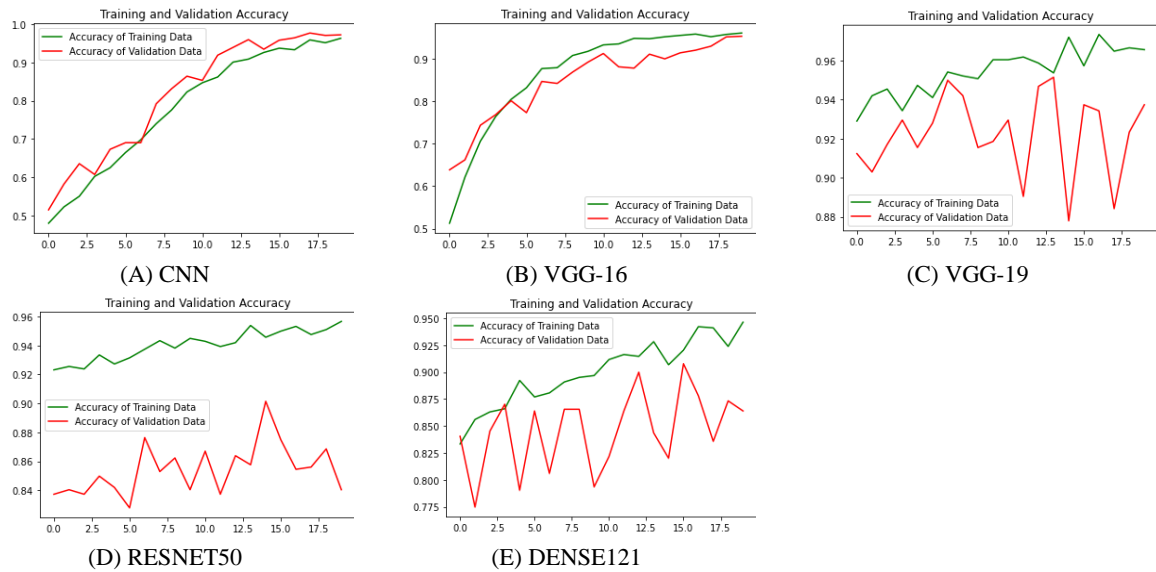 Training and Validation Accuracy
1.0
0.9
0.8
0.7
0.6
0.5
Accuracy of Training Data
Accuracy of Validation Data
0.0 2.5 5.0 7.5 10.0 12.5 15.0 17.5
(A) CNN
Training and Validation Accuracy
0.9
0.8
0.7
0.6
0.5
Accuracy of Training Data
Accuracy of Validation Data
0.0 2.5 5.0 7.5 10.0 12.5 15.0 17.5
(B) VGG-16
Training and Validation Accuracy
0.96
0.94
0.92
0.90
0.88
Accuracy of Training Data
Accuracy of Validation Data
0.0 2.5 5.0 7.5 10.0 12.5 15.0 17.5
(C) VGG-19
Training and Validation Accuracy
0.96
0.94
0.92
0.90
0.88
0.86
0.84
Accuracy of Training Data
Accuracy of Validation Data
0.0 2.5 5.0 7.5 10.0 12.5 15.0 17.5
(D) RESNET50
Training and Validation Accuracy
0.950
0.925
0.900
0.875
0.850
0.825
0.800
0.775
Accuracy of Training Data
Accuracy of Validation Data
0.0 2.5 5.0 7.5 10.0 12.5 15.0 17.5
(E) DENSE121